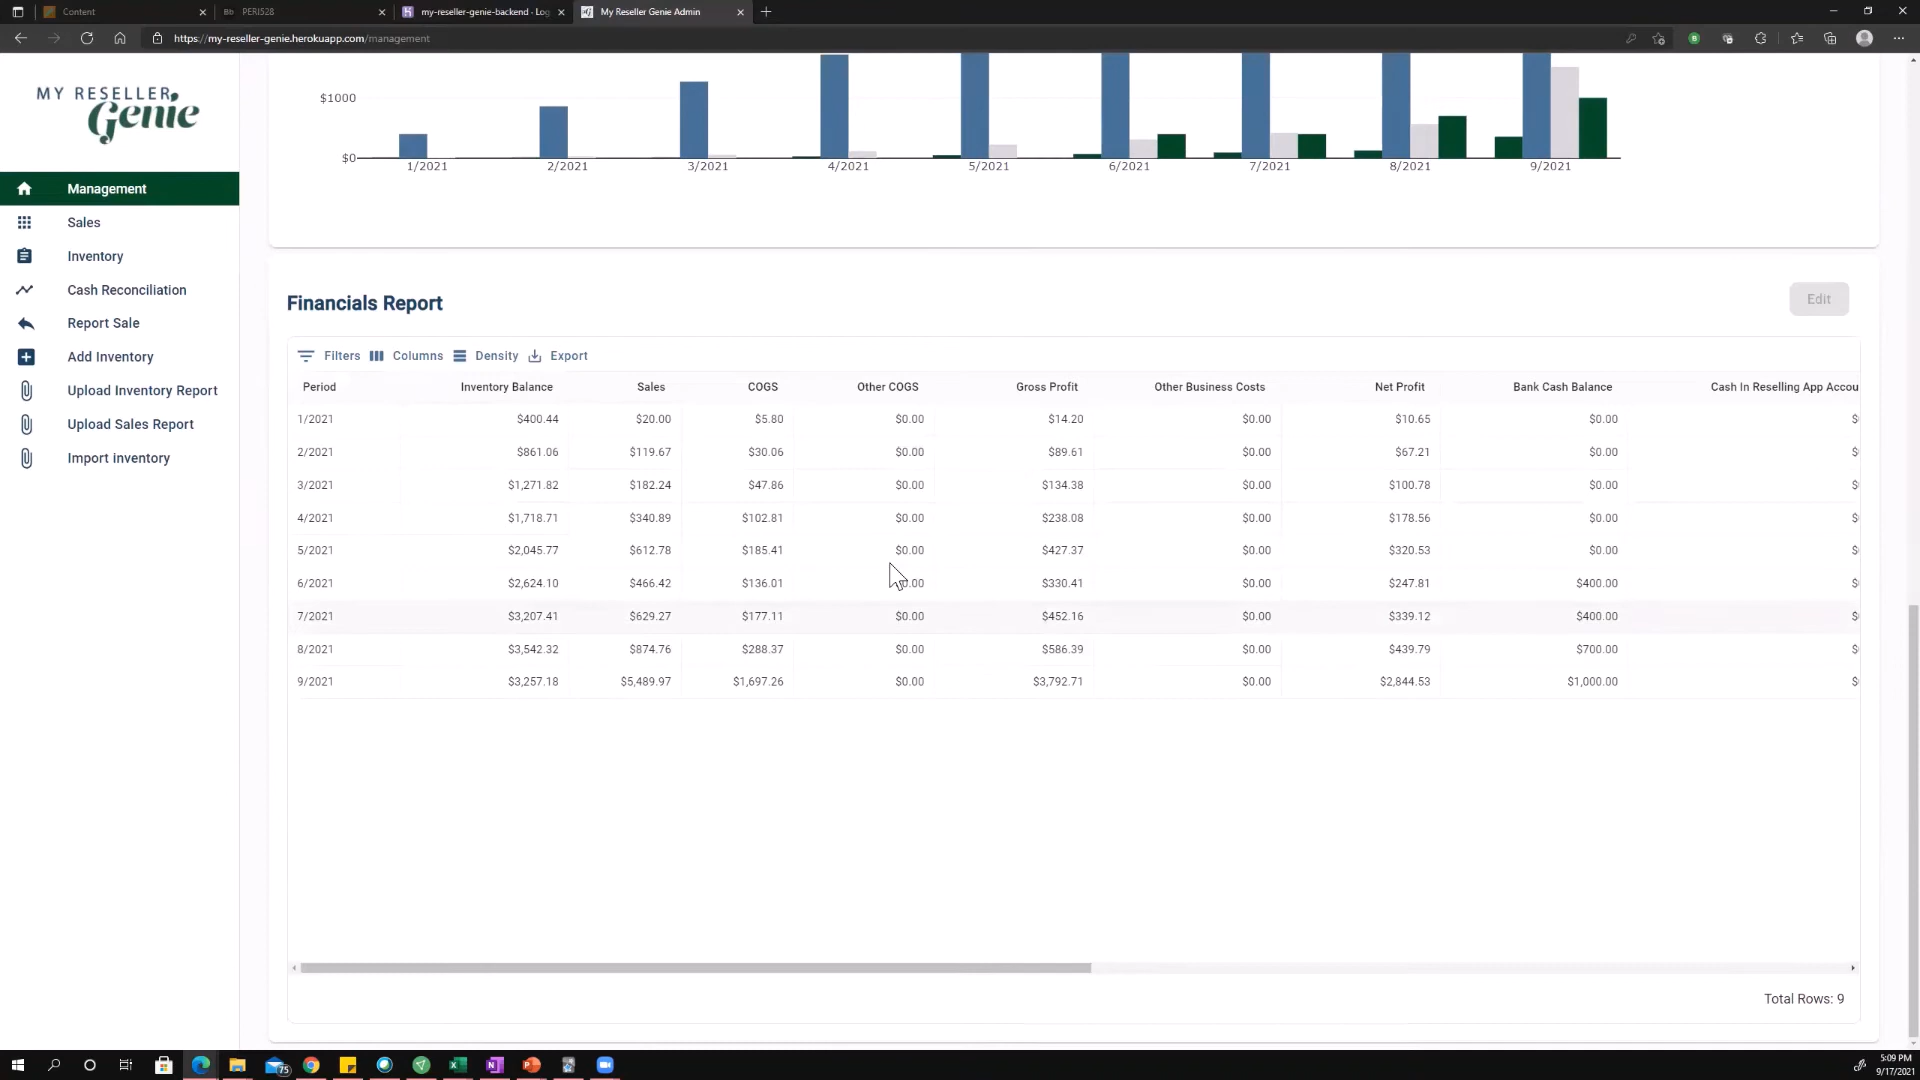 Content
PERI528
my-reseller-genie-backend · Log
My Reseller Genie Admin
https://my-reseller-genie.herokuapp.com/management
MY RESELLER
Genie
Management
Sales
Inventory
Cash Reconciliation
Report Sale
Add Inventory
Upload Inventory Report
Upload Sales Report
Import inventory
$1000
$0
1/2021 2/2021 3/2021 4/2021 5/2021 6/2021 7/2021 8/2021 9/2021
Financials Report
Edit
Filters Columns Density Export
Period Inventory Balance Sales COGS Other COGS Gross Profit Other Business Costs Net Profit Bank Cash Balance Cash In Reselling App Accou
1/2021 $400.44 $20.00 $5.80 $0.00 $14.20 $0.00 $10.65 $0.00 $
2/2021 $861.06 $119.67 $30.06 $0.00 $89.61 $0.00 $67.21 $0.00 $
3/2021 $1,271.82 $182.24 $47.86 $0.00 $134.38 $0.00 $100.78 $0.00 $
4/2021 $1,718.71 $340.89 $102.81 $0.00 $238.08 $0.00 $178.56 $0.00 $
5/2021 $2,045.77 $612.78 $185.41 $0.00 $427.37 $0.00 $320.53 $0.00 $
6/2021 $2,624.10 $466.42 $136.01 $0.00 $330.41 $0.00 $247.81 $400.00 $
7/2021 $3,207.41 $629.27 $177.11 $0.00 $452.16 $0.00 $339.12 $400.00 $
8/2021 $3,542.32 $874.76 $288.37 $0.00 $586.39 $0.00 $439.79 $700.00 $
9/2021 $3,257.18 $5,489.97 $1,697.26 $0.00 $3,792.71 $0.00 $2,844.53 $1,000.00 $
Total Rows: 9
75
5:09 PM
9/17/2021